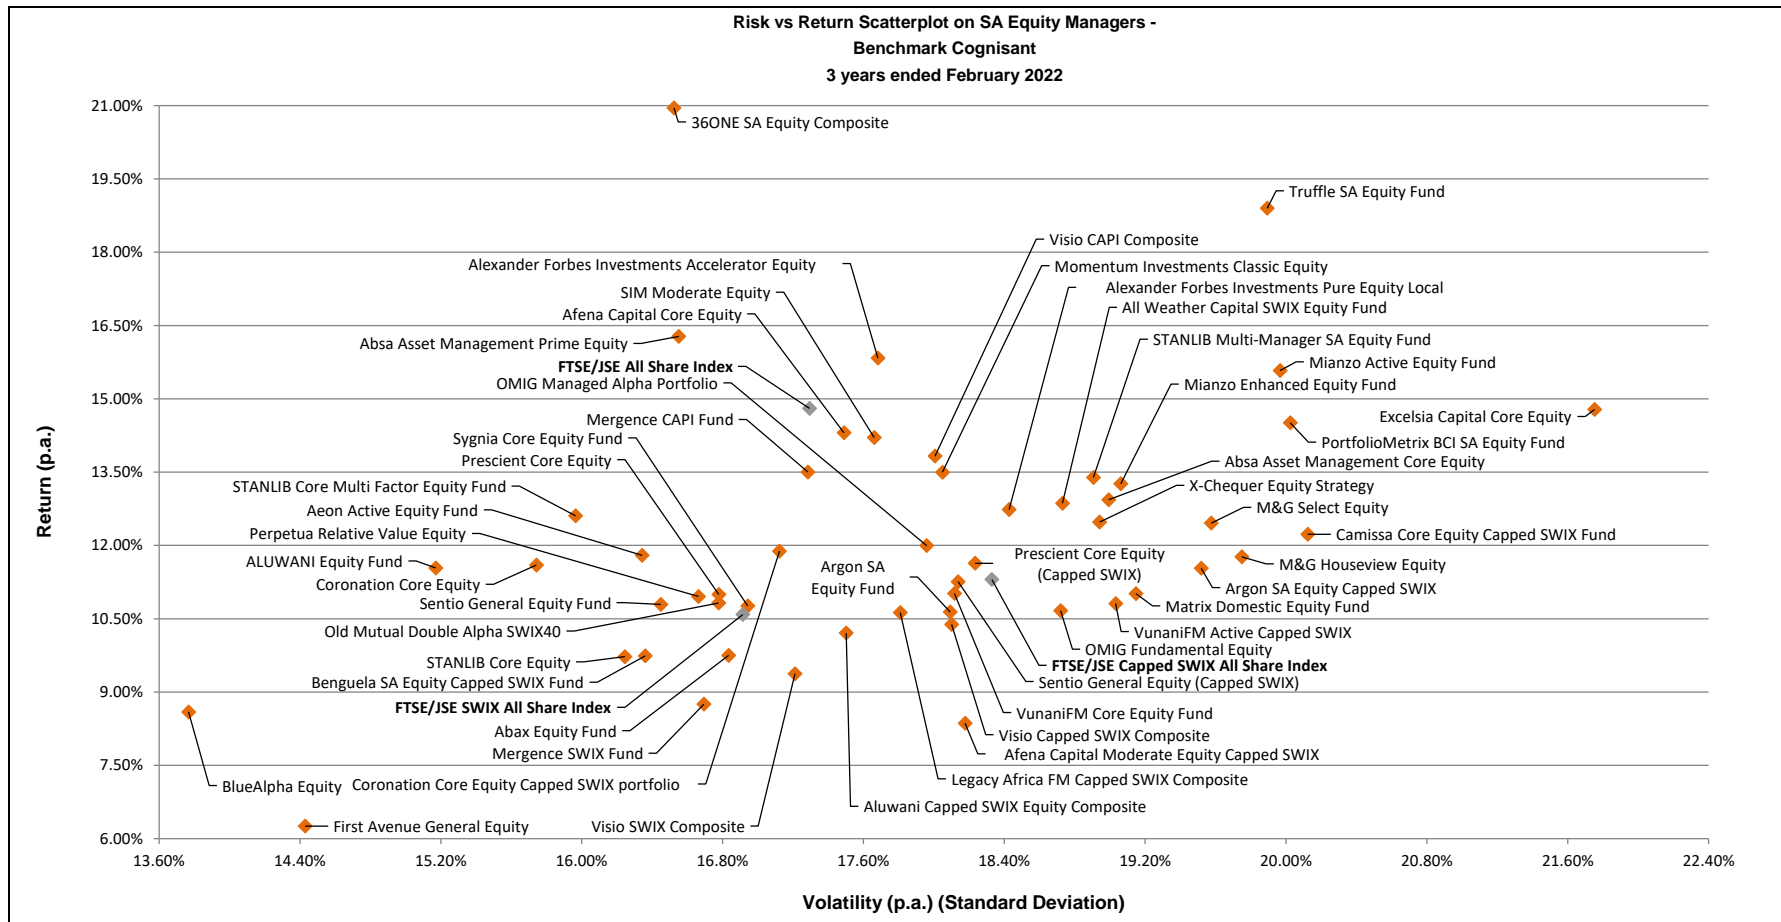 Risk vs Return Scatterplot on SA Equity Managers -
Benchmark Cognisant
3 years ended February 2022
21.00%
36ONE SA Equity Composite
19.50%
Truffle SA Equity Fund
18.00%
Visio CAPI Composite
Alexander Forbes Investments Accelerator Equity
Momentum Investments Classic Equity
SIM Moderate Equity
Alexander Forbes Investments Pure Equity Local
Afena Capital Core Equity
All Weather Capital SWIX Equity Fund
16.50%
Absa Asset Management Prime Equity
STANLIB Multi-Manager SA Equity Fund
FTSE/JSE All Share Index
Mianzo Active Equity Fund
OMIG Managed Alpha Portfolio
Mianzo Enhanced Equity Fund
15.00%
Mergence CAPI Fund
Excelsia Capital Core Equity
Sygnia Core Equity Fund
PortfolioMetrix BCI SA Equity Fund
Prescient Core Equity
Absa Asset Management Core Equity
13.50%
STANLIB Core Multi Factor Equity Fund
X-Chequer Equity Strategy
Aeon Active Equity Fund
M&G Select Equity
Perpetua Relative Value Equity
Camissa Core Equity Capped SWIX Fund
12.00%
ALUWANI Equity Fund
Prescient Core Equity
(Capped SWIX)
M&G Houseview Equity
Coronation Core Equity
Argon SA
Equity Fund
Argon SA Equity Capped SWIX
Sentio General Equity Fund
Matrix Domestic Equity Fund
10.50%
Old Mutual Double Alpha SWIX40
VunaniFM Active Capped SWIX
OMIG Fundamental Equity
STANLIB Core Equity
FTSE/JSE Capped SWIX All Share Index
Benguela SA Equity Capped SWIX Fund
Sentio General Equity (Capped SWIX)
9.00%
FTSE/JSE SWIX All Share Index
VunaniFM Core Equity Fund
Abax Equity Fund
Visio Capped SWIX Composite
Mergence SWIX Fund
Afena Capital Moderate Equity Capped SWIX
7.50%
BlueAlpha Equity
Coronation Core Equity Capped SWIX portfolio
Legacy Africa FM Capped SWIX Composite
Aluwani Capped SWIX Equity Composite
First Avenue General Equity
Visio SWIX Composite
6.00%
13.60%
14.40%
15.20%
16.00%
16.80%
17.60%
18.40%
19.20%
20.00%
20.80%
21.60%
22.40%
Return (p.a.)
Volatility (p.a.) (Standard Deviation)